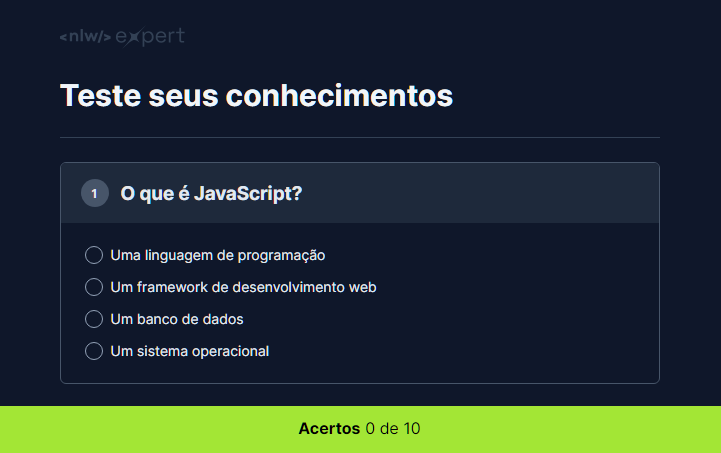 <nlw/> expert
Teste seus conhecimentos
1 O que é JavaScript?
Uma linguagem de programação
Um framework de desenvolvimento web
Um banco de dados
Um sistema operacional
Acertos 0 de 10